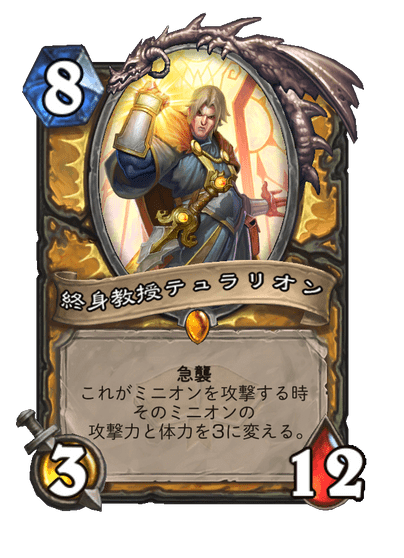 8
終身教授テュラリオン
急襲
これがミニオンを攻撃する時
そのミニオンの
攻撃力と体力を3に変える。
3
12